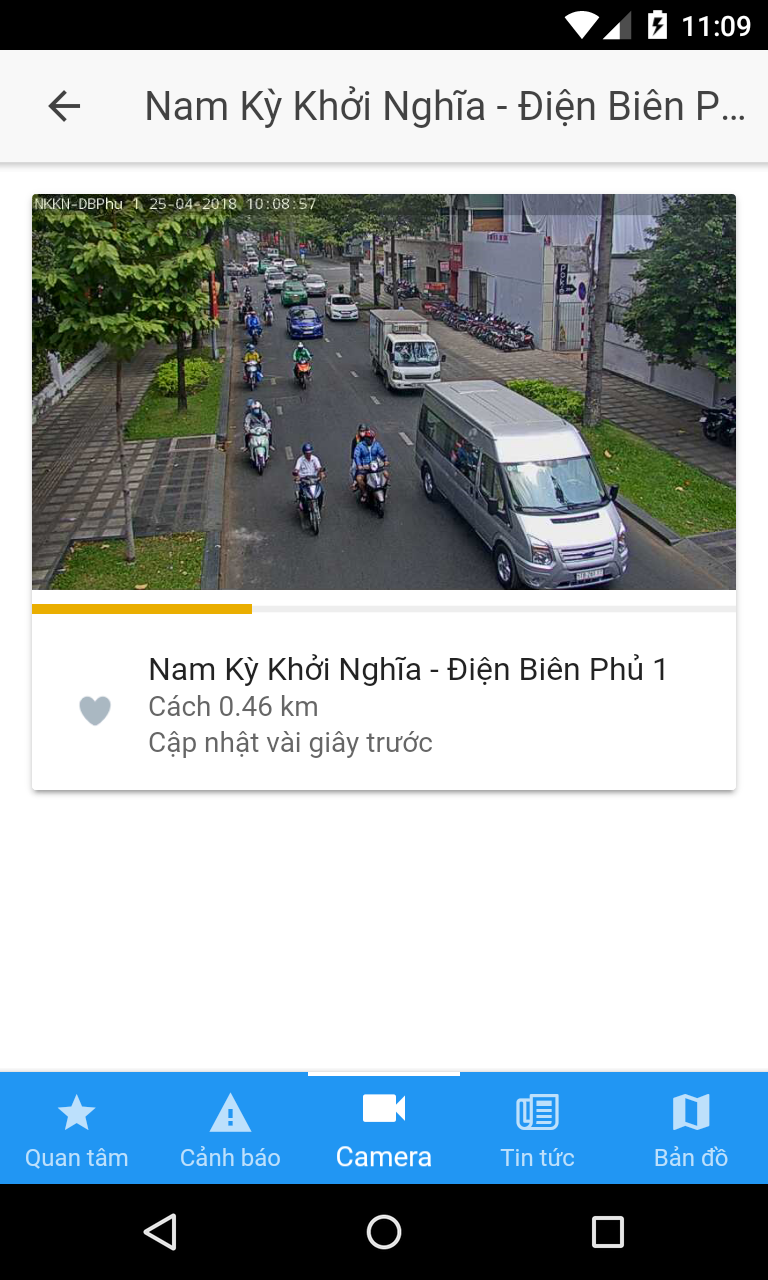 11:09
Nam Kỳ Khởi Nghĩa - Điện Biên P...
NKKN-DBPhu 1 25-04-2018 10:08:57
Nam Kỳ Khởi Nghĩa - Điện Biên Phủ 1
Cách 0.46 km
Cập nhật vài giây trước
Quan tâm
Cảnh báo
Camera
Tin tức
Bản đồ